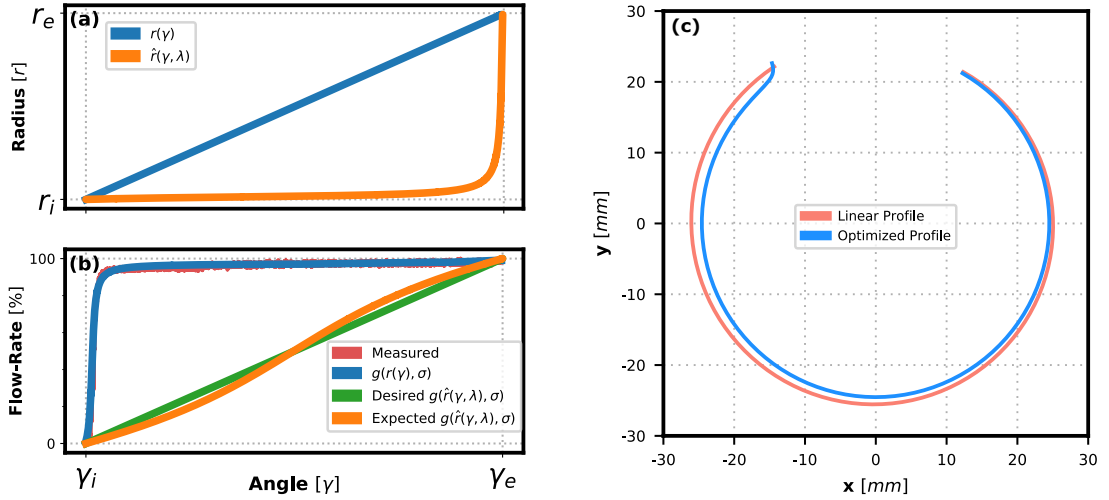 (a)
r_e
r(γ)
r̂(γ, λ)
Radius [r]
r_i
(b)
100
Flow-Rate [%]
Measured
g(r(γ), σ)
Desired g(r̂(γ, λ), σ)
Expected g(r̂(γ, λ), σ)
0
γ_i
Angle [γ]
γ_e
(c)
30
20
10
0
-10
-20
-30
y [mm]
Linear Profile
Optimized Profile
-30
-20
-10
0
10
20
30
x [mm]